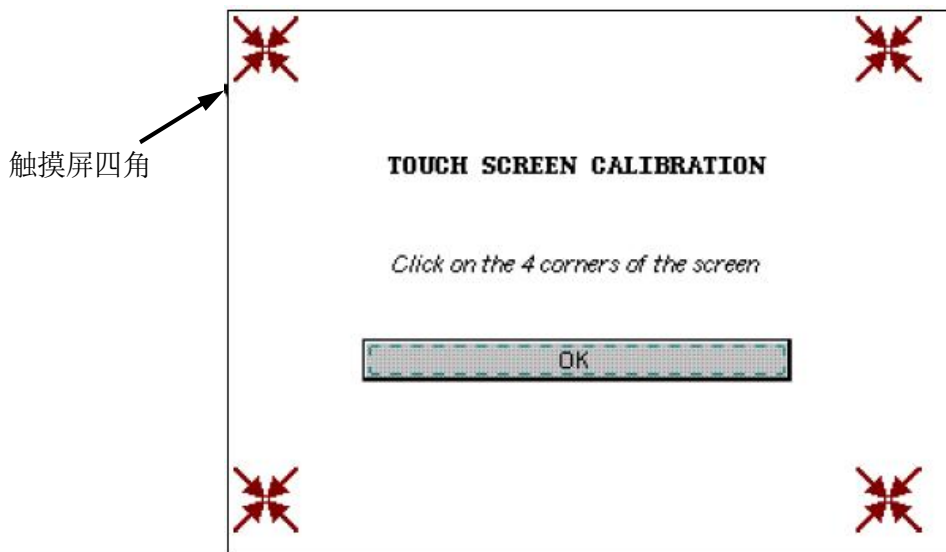 触摸屏四角
TOUCH SCREEN CALIBRATION
Click on the 4 corners of the screen
OK